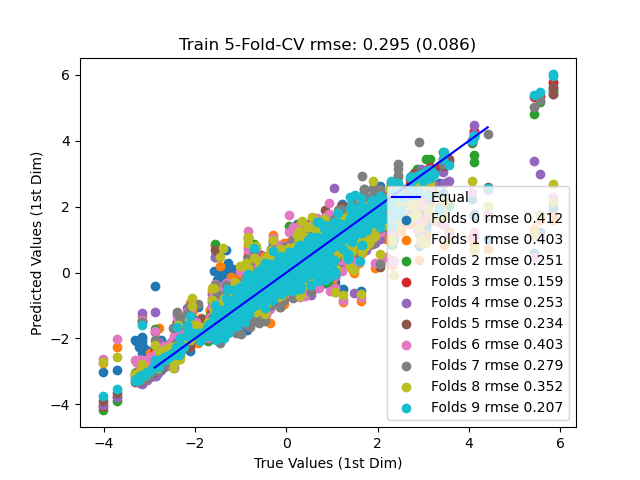 Train 5-Fold-CV rmse: 0.295 (0.086)
6
4
2
0
−2
−4
Predicted Values (1st Dim)
−4
−2
0
2
4
6
True Values (1st Dim)
Equal
Folds 0 rmse 0.412
Folds 1 rmse 0.403
Folds 2 rmse 0.251
Folds 3 rmse 0.159
Folds 4 rmse 0.253
Folds 5 rmse 0.234
Folds 6 rmse 0.403
Folds 7 rmse 0.279
Folds 8 rmse 0.352
Folds 9 rmse 0.207